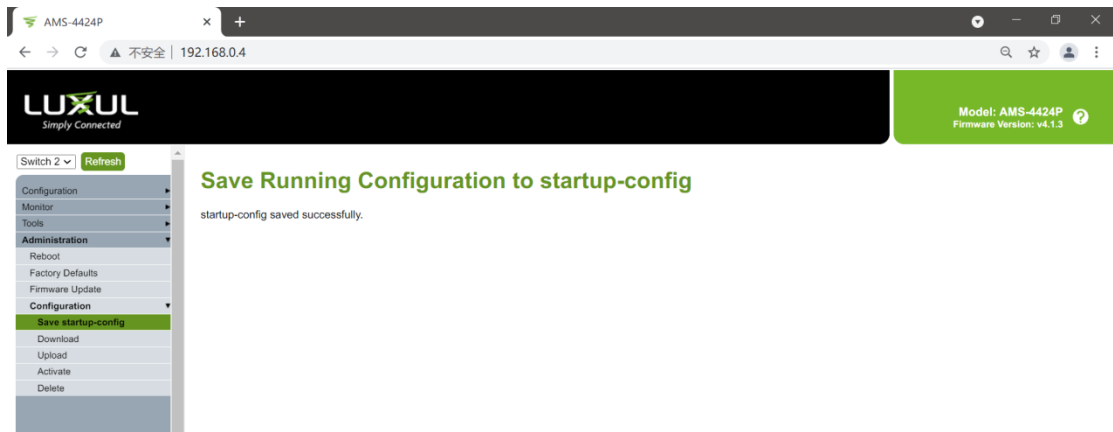 AMS-4424P
不安全 | 192.168.0.4
LUXUL
Simply Connected
Model: AMS-4424P
Firmware Version: v4.1.3
Switch 2 Refresh
Configuration
Monitor
Tools
Administration
Reboot
Factory Defaults
Firmware Update
Configuration
Save startup-config
Download
Upload
Activate
Delete
Save Running Configuration to startup-config
startup-config saved successfully.